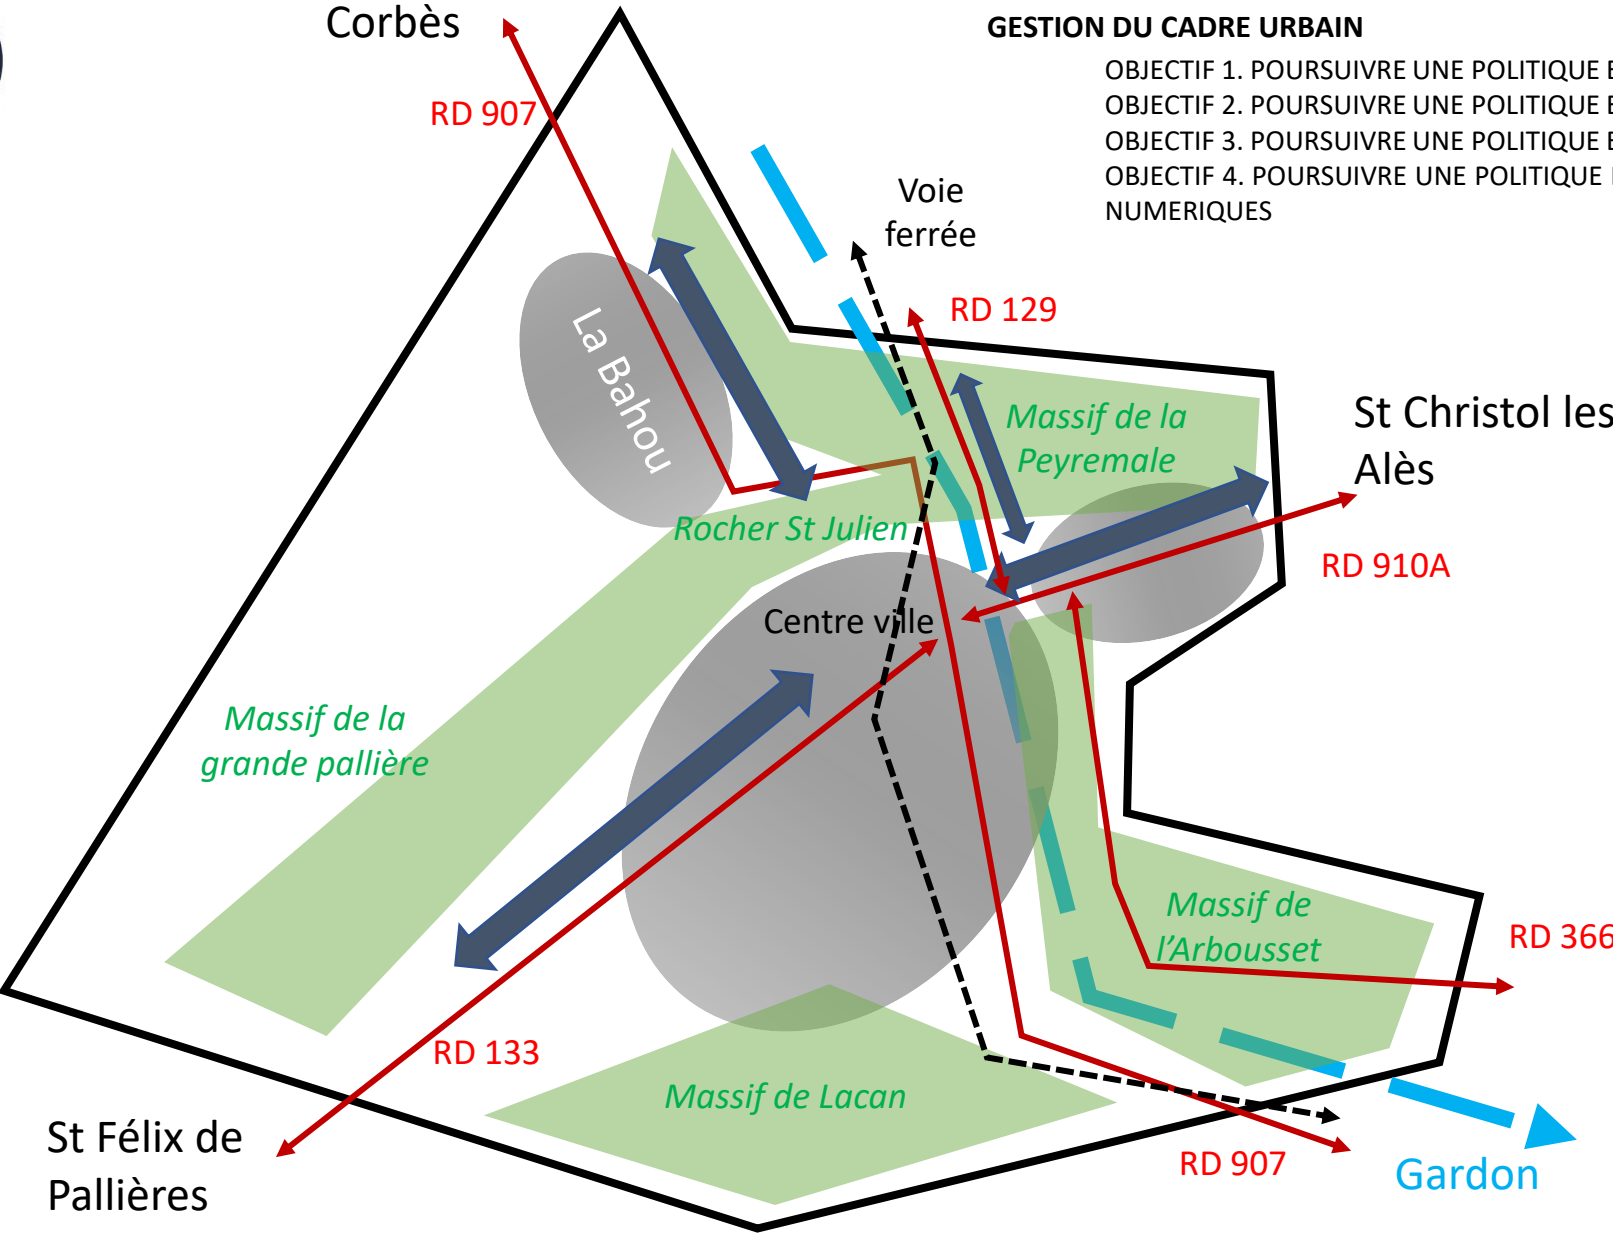 Corbès
GESTION DU CADRE URBAIN
OBJECTIF 1. POURSUIVRE UNE POLITIQUE
OBJECTIF 2. POURSUIVRE UNE POLITIQUE
OBJECTIF 3. POURSUIVRE UNE POLITIQUE
OBJECTIF 4. POURSUIVRE UNE POLITIQUE
NUMERIQUES
RD 907
Voie
ferrée
RD 129
La Bahou
Massif de la
Peyremale
St Christol les
Alès
Rocher St Julien
RD 910A
Centre ville
Massif de la
grande pallière
Massif de
l'Arbousset
RD 366
RD 133
Massif de Lacan
St Félix de
Pallières
RD 907
Gardon